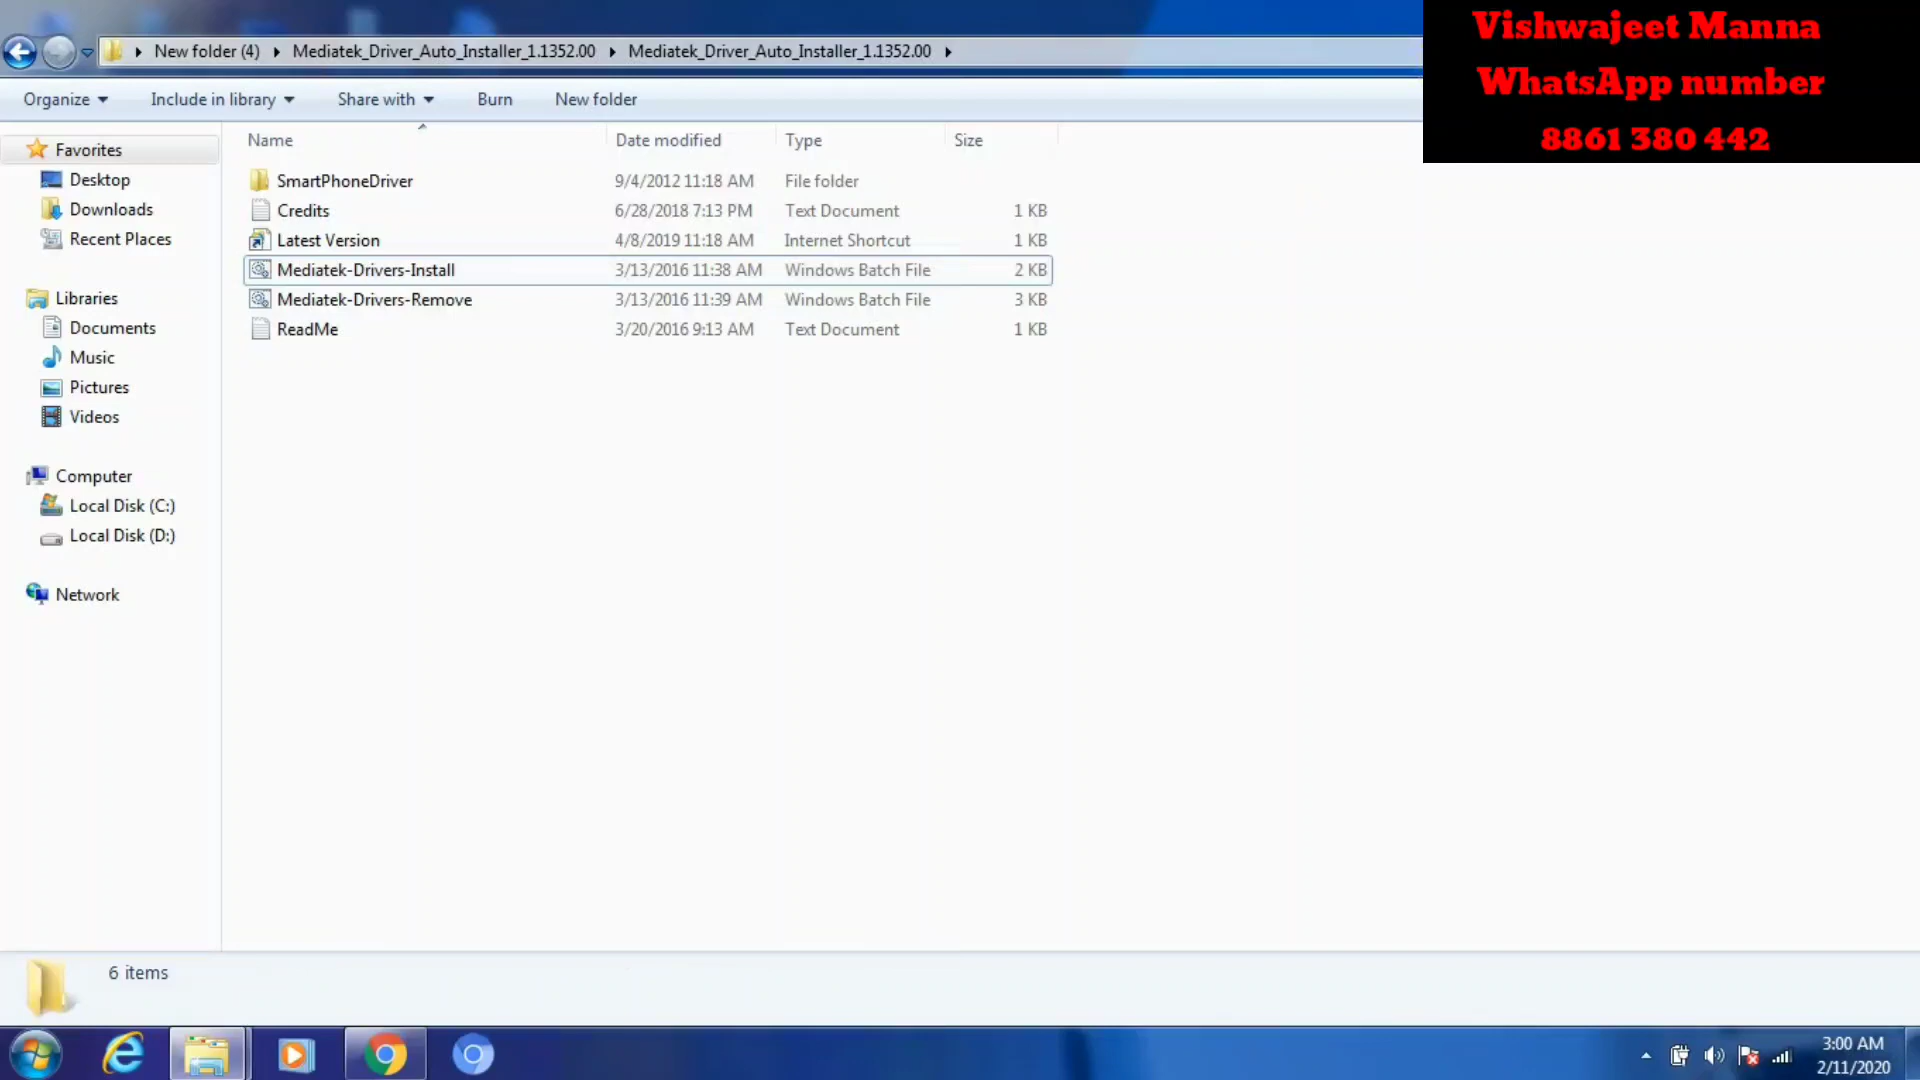 Vishwajeet Manna
WhatsApp number
8861 380 442
New folder (4) Mediatek_Driver_Auto_Installer_1.1352.00 Mediatek_Driver_Auto_Installer_1.1352.00
Organize Include in library Share with Burn New folder
Name Date modified Type Size
SmartPhoneDriver 9/4/2012 11:18 AM File folder
Credits 6/28/2018 7:13 PM Text Document 1 KB
Latest Version 4/8/2019 11:18 AM Internet Shortcut 1 KB
Mediatek-Drivers-Install 3/13/2016 11:38 AM Windows Batch File 2 KB
Mediatek-Drivers-Remove 3/13/2016 11:39 AM Windows Batch File 3 KB
ReadMe 3/20/2016 9:13 AM Text Document 1 KB
Favorites
Desktop
Downloads
Recent Places
Libraries
Documents
Music
Pictures
Videos
Computer
Local Disk (C:)
Local Disk (D:)
Network
6 items
3:00 AM
2/11/2020